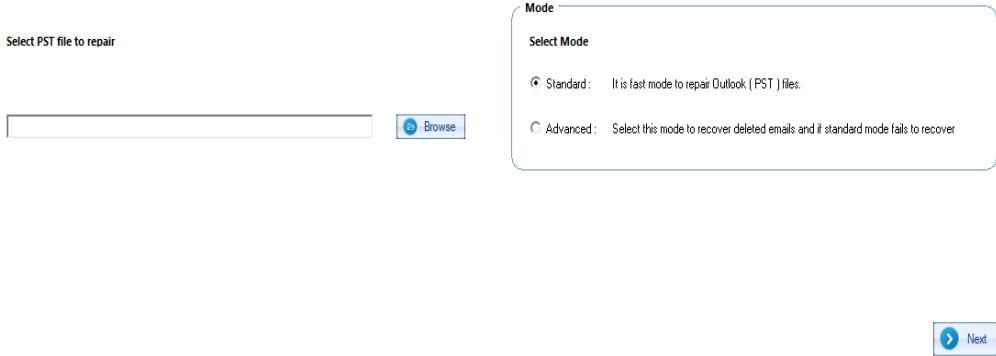 Mode
Select PST file to repair
Select Mode
Standard : It is fast mode to repair Outlook ( PST ) files.
Browse
Advanced : Select this mode to recover deleted emails and if standard mode fails to recover
Next